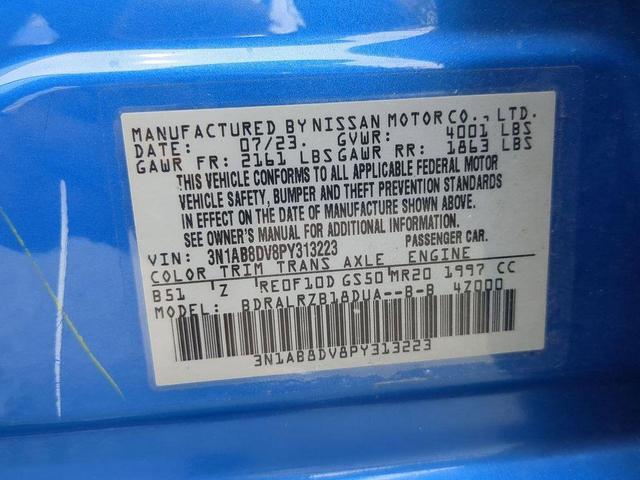 MANUFACTURED BY NISSAN MOTOR CO., LTD.
DATE: 07/23. GVWR: 4001 LBS
GAWR FR: 2161 LBS GAWR RR: 1863 LBS
THIS VEHICLE CONFORMS TO ALL APPLICABLE FEDERAL MOTOR
VEHICLE SAFETY, BUMPER AND THEFT PREVENTION STANDARDS
IN EFFECT ON THE DATE OF MANUFACTURE SHOWN ABOVE.
SEE OWNER'S MANUAL FOR ADDITIONAL INFORMATION.
VIN: 3N1AB8DV8PY313223 PASSENGER CAR.
COLOR TRIM TRANS AXLE ENGINE
B51 Z RE0F10D GS50 MR20 1997 CC
MODEL: BDRALRZB18DUA--B-B 4Z000
3N1AB8DV8PY313223